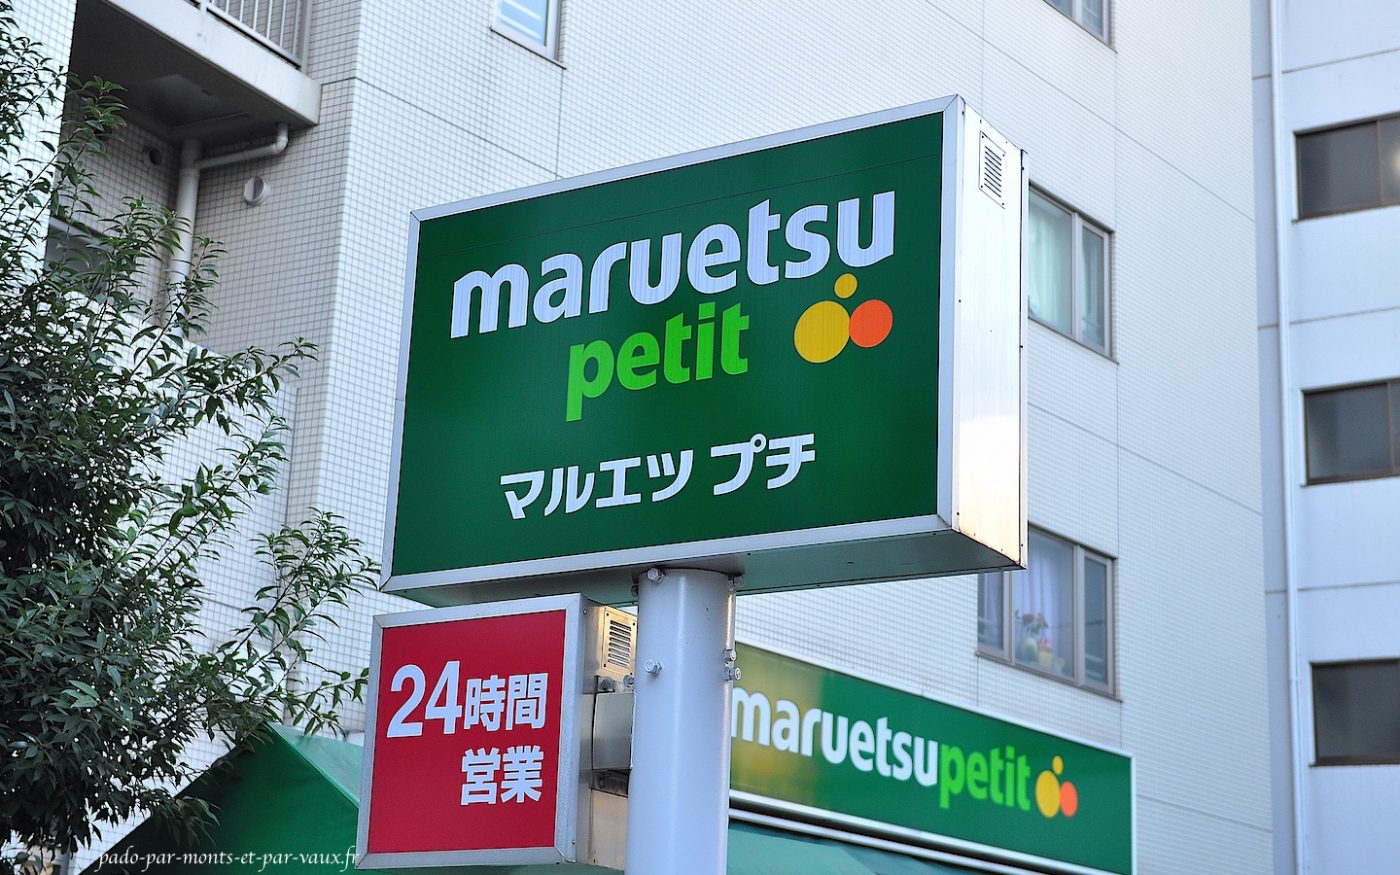 maruetsu
petit
マルエツ プチ
24時間
営業
maruetsupetit
pado-par-monts-et-par-vaux.fr